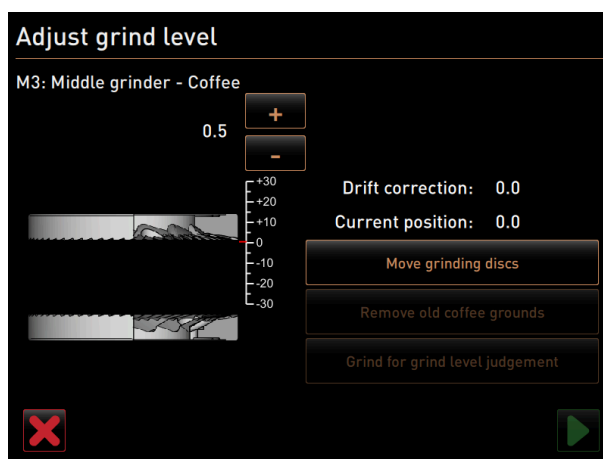 Adjust grind level
M3: Middle grinder - Coffee
+
0.5
-
+30
+20
+10
0
-10
-20
-30
Drift correction: 0.0
Current position: 0.0
Move grinding discs
Remove old coffee grounds
Grind for grind level judgement